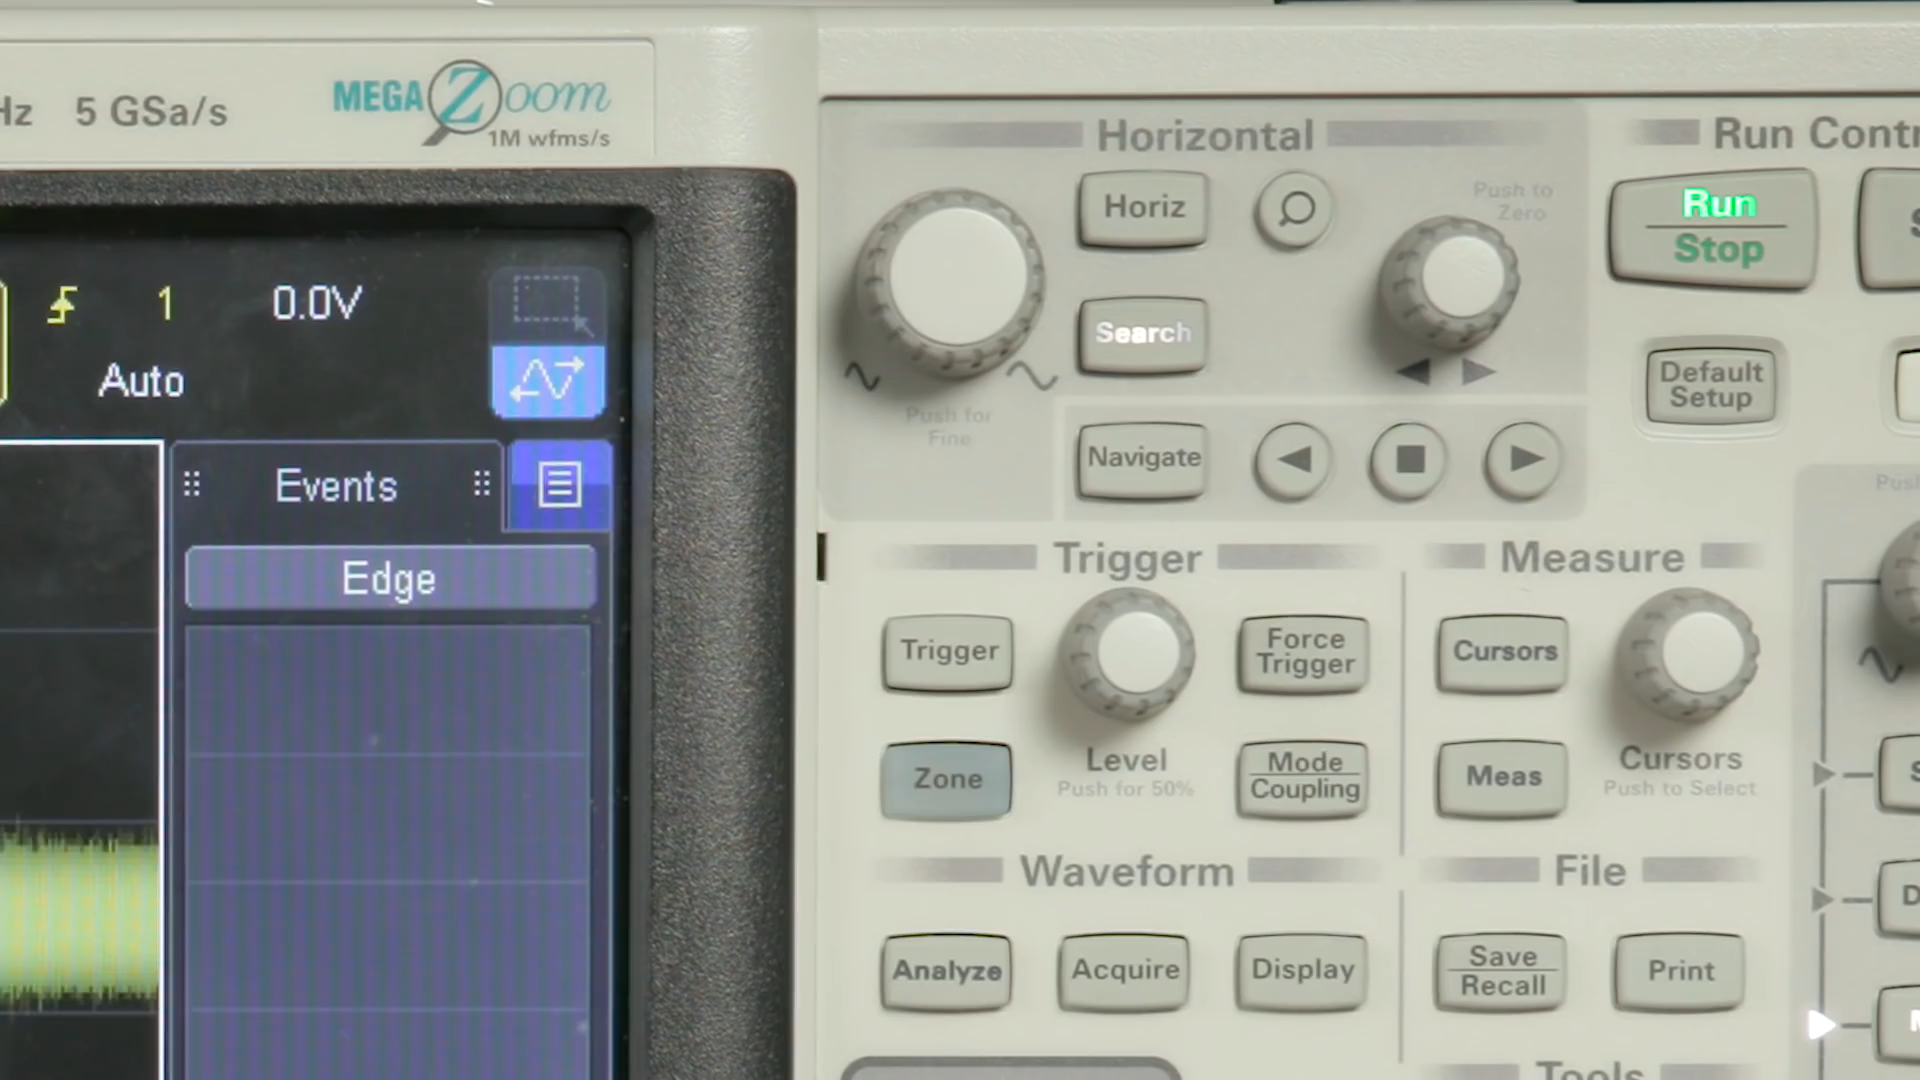 Hz 5 GSa/s
MEGA Zoom
1M wfms/s
1 0.0V
Auto
Events
Edge
Horizontal
Horiz
Push to
Zero
Search
Push for
Fine
Navigate
Run
Run
Stop
Default
Setup
Trigger
Trigger
Force
Trigger
Zone
Level
Push for 50%
Mode
Coupling
Measure
Cursors
Meas
Cursors
Push to Select
Waveform
Analyze
Acquire
Display
File
Save
Recall
Print
Tools